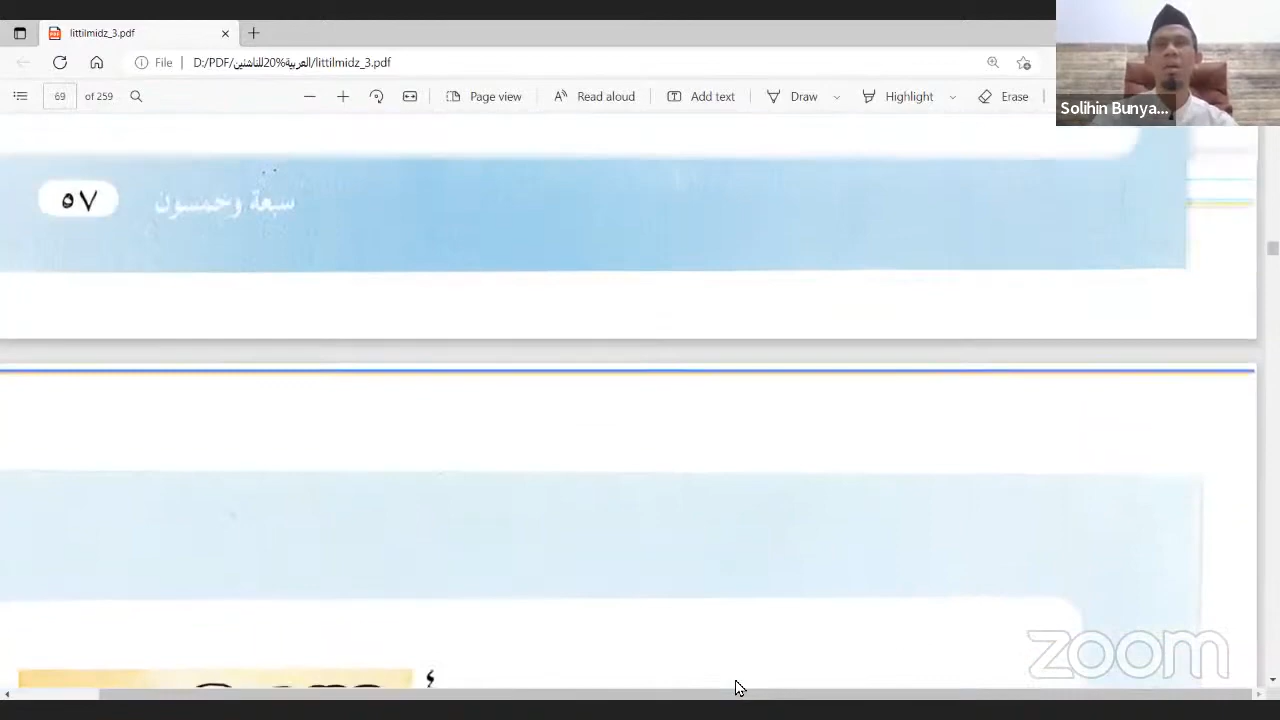 littilmidz_3.pdf
File
D:/PDF/العربية%20للناشئين/littilmidz_3.pdf
69
of 259
Page view
Read aloud
Add text
Draw
Highlight
Erase
Solihin Bunya...
سبعة وخمسون
٥٧
أ
zoom